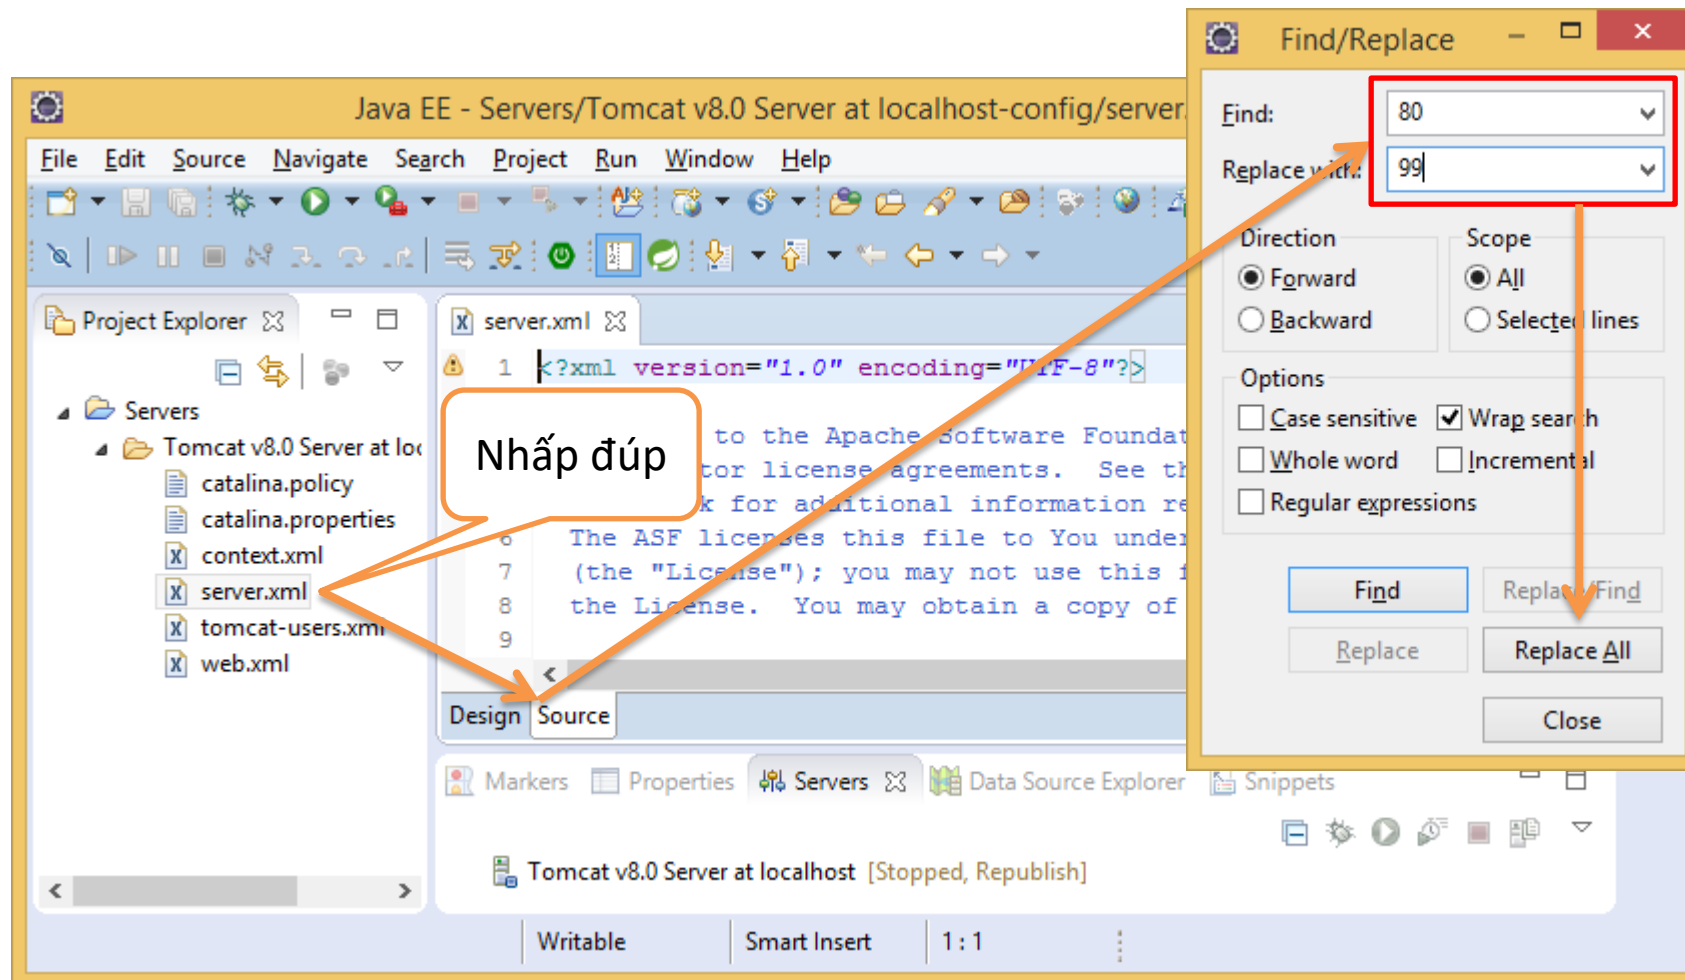 Java EE - Servers/Tomcat v8.0 Server at localhost-config/server.
File Edit Source Navigate Search Project Run Window Help
Project Explorer
Servers
Tomcat v8.0 Server at loc
catalina.policy
catalina.properties
context.xml
server.xml
tomcat-users.xml
web.xml
server.xml
1 <?xml version="1.0" encoding="UTF-8"?>
to the Apache Software Foundat
tor license agreements. See th
k for additional information re
6 The ASF licenses this file to You under
7 (the "License"); you may not use this f
8 the License. You may obtain a copy of
9
Nhấp đúp
Design Source
Markers Properties Servers Data Source Explorer Snippets
Tomcat v8.0 Server at localhost [Stopped, Republish]
Writable Smart Insert 1 : 1
Find/Replace
Find: 80
Replace with: 99
Direction
Forward
Backward
Scope
All
Selected lines
Options
Case sensitive Wrap search
Whole word Incremental
Regular expressions
Find Replace/Find
Replace Replace All
Close